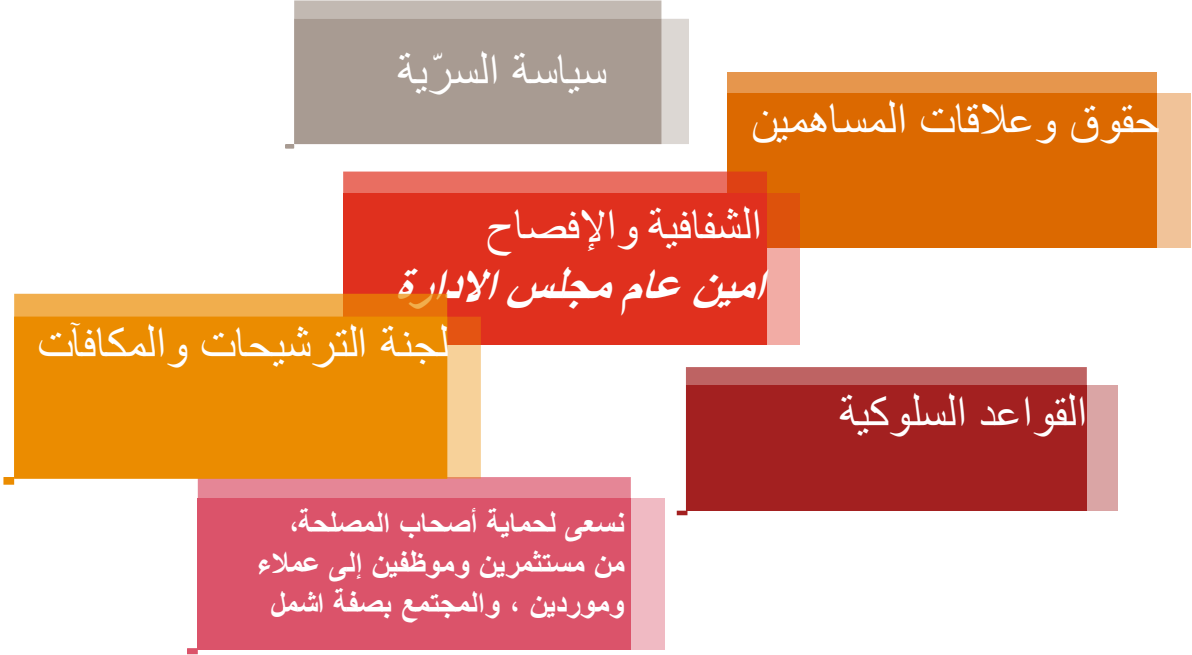 سياسة السرّية
حقوق وعلاقات المساهمين
الشفافية والإفصاح
امين عام مجلس الادارة
لجنة الترشيحات والمكافآت
القواعد السلوكية
نسعى لحماية أصحاب المصلحة،
من مستثمرين وموظفين إلى عملاء
وموردين ، والمجتمع بصفة اشمل